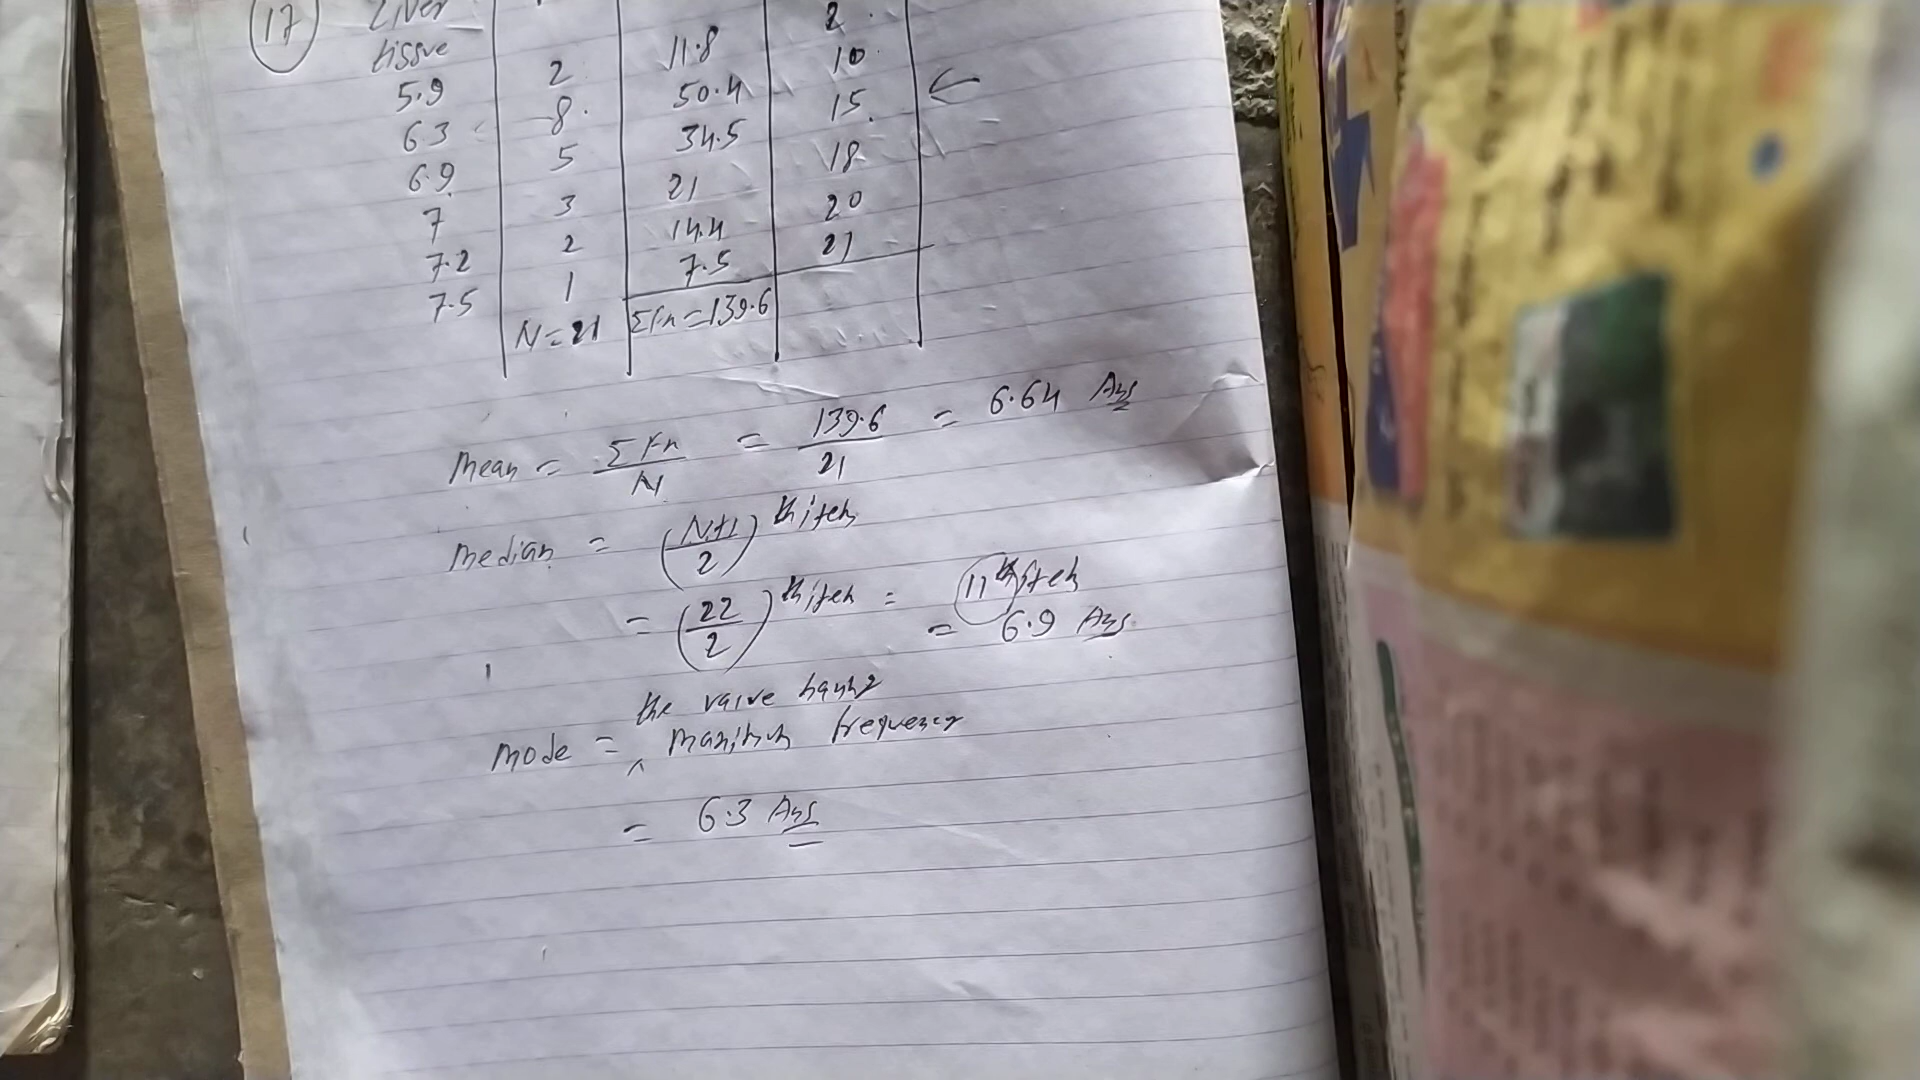 17 Liver
tissue 11.8 2
5.9 2 50.4 10
6.3 8 34.5 15
6.9 5 21 18
7 3 14.4 20
7.2 2 7.5 21
7.5 1
N = 21 Σfx = 139.6
Mean = Σfx / N = 139.6 / 21 = 6.64 Ans
Median = (N+1 / 2) th item
= (22 / 2) th item = 11th item
= 6.9 Ans
the value having
Mode = maximum frequency
= 6.3 Ans